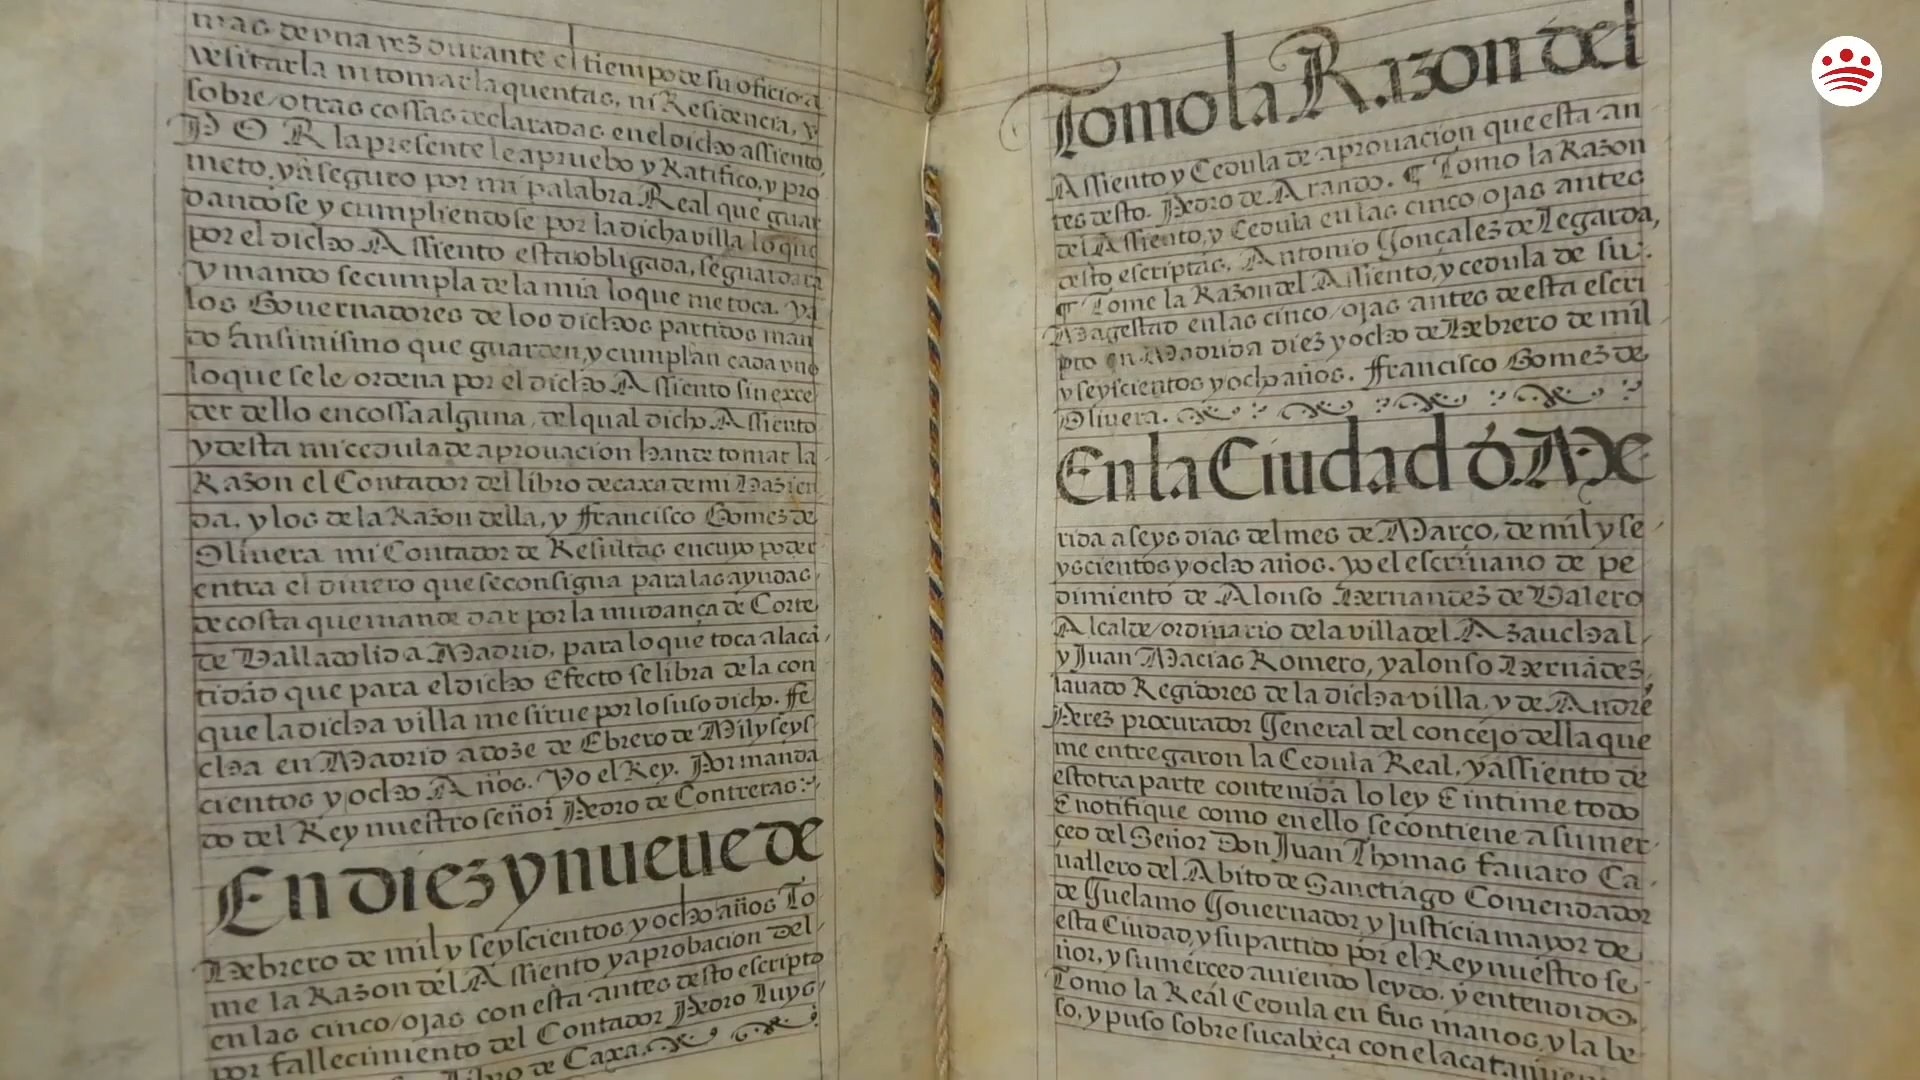 mas de una vez durante el tiempo de su oficio a
vesitarla ni tomar la quentas, ni Residencia, y
sobre otras cossas declaradas en el dicho assiento,
POR la presente le apruebo y Ratifico, y pro
meto, y aseguro por mi palabra Real que guar
dandose y cumpliendose por la dicha villa lo que
por el dicho Assiento esta obligada, se guardara
y mando se cumpla de la mia lo que me toca. Y a
los Gouernadores de los dichos partidos man
do ansimismo que guarden, y cumplan cada uno
lo que se le ordena por el dicho Assiento sin exce
der dello en cossa alguna, del qual dicho Assiento
y desta mi cedula de aprouacion han de tomar la
Razon el Contador del libro de caxa de mi Hazien
da, y los de la Razon della, y Francisco Gomez de
Oliuera mi Contador de Resultas en cuyo poder
entra el dinero que se consigna para las ayudas
de costa que mande dar por la mudança de Corte
de Valladolid a Madrid, para lo que toca a la cā
tidad que para el dicho Efecto se libra de la con
que la dicha villa me sirue por lo suso dicho. Fe
cha en Madrid a doze de Ebrero de Mil y seys
cientos y ocho Años. Yo el Rey. Por manda
do del Rey nuestro señor Pedro de Contreras
En diez y nueue de
Hebrero de mil y seyscientos y ocho años To
me la Razon del Assiento y aprobacion del
en las cinco ojas con esta antes desto escripto
por fallecimiento del Contador Pedro Luys
Libro de Caxa.
Tomo la Razon del
Assiento y Cedula de aprouacion que esta an
tes desto. Pedro de Arando. ¶ Tomo la Razon
del Assiento, y Cedula en las cinco ojas antes
desto escriptas. Antonio Gonçalez de Legarda,
¶ Tome la Razon del Assiento, y cedula de su
Magestad en las cinco ojas antes de esta escri
pto en Madrid a diez y ocho de Hebrero de mil
y seyscientos y ocho años. Francisco Gomez de
Oliuera.
En la Ciudad đ Me
rida a seys dias del mes de Março, de mil y se
yscientos y ocho años. yo el escriuano de pe
dimiento de Alonso Hernandez de Valero
Alcalde ordinario de la villa del Azauchal
y Juan Macias Romero, y alonso Hernādez
lauado Regidores de la dicha villa, y de Andre
Perez procurador General del concejo della que
me entregaron la Cedula Real, y assiento de
estotra parte contenida lo ley E intime todo
E notifique como en ello se contiene a su mer
ced del Señor Don Juan Thomas fauaro Ca
uallero del Abito de Sanctiago Comendador
de Guelamo Gouernador y Justicia mayor de
esta Ciudad, y su partido por el Rey nuestro se
ñor, y su merced auiendo leydo, y entendido
Tomo la Real Cedula en sus manos, y la be
so, y puso sobre su cabeça con el acatamien